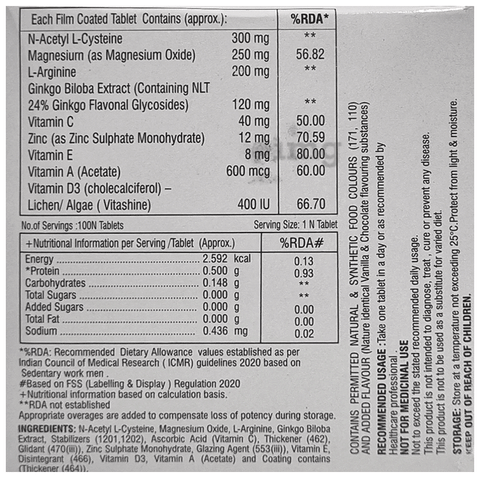 Each Film Coated Tablet Contains (approx.): %RDA*
N-Acetyl L-Cysteine 300 mg **
Magnesium (as Magnesium Oxide) 250 mg 56.82
L-Arginine 200 mg **
Ginkgo Biloba Extract (Containing NLT
24% Ginkgo Flavonal Glycosides) 120 mg **
Vitamin C 40 mg 50.00
Zinc (as Zinc Sulphate Monohydrate) 12 mg 70.59
Vitamin E 8 mg 80.00
Vitamin A (Acetate) 600 mcg 60.00
Vitamin D3 (cholecalciferol) –
Lichen/ Algae ( Vitashine) 400 IU 66.70
No.of Servings :100N Tablets Serving Size: 1 N Tablet
+Nutritional Information per Serving /Tablet (Approx.) %RDA#
Energy 2.592 kcal 0.13
*Protein 0.500 g 0.93
Carbohydrates 0.148 g **
Total Sugars 0.000 g **
Added Sugars 0.000 g 0.00
Total Fat 0.000 g 0.00
Sodium 0.436 mg 0.02
*%RDA: Recommended Dietary Allowance values established as per
Indian Council of Medical Research ( ICMR) guidelines 2020 based on
Sedentary work men .
#Based on FSS (Labelling & Display ) Regulation 2020
+Nutritional information based on calculation basis.
**RDA not established
Appropriate overages are added to compensate loss of potency during storage.
INGREDIENTS: N-Acetyl L-Cysteine, Magnesium Oxide, L-Arginine, Ginkgo Biloba
Extract, Stabilizers (1201,1202), Ascorbic Acid (Vitamin C), Thickener (462),
Glidant (470(iii)), Zinc Sulphate Monohydrate, Glazing Agent (553(iii)), Vitamin E,
Disintegrant (466), Vitamin D3, Vitamin A (Acetate) and Coating contains
(Thickener (464)).
CONTAINS PERMITTED NATURAL & SYNTHETIC FOOD COLOURS (171, 110)
AND ADDED FLAVOUR (Nature identical Vanilla & Chocolate flavouring substances)
RECOMMENDED USAGE :Take one tablet in a day or as recommended by
Healthcare professional .
NOT FOR MEDICINAL USE
Not to exceed the stated recommended daily usage.
This product is not intended to diagnose, treat , cure or prevent any disease.
This product is not to be used as a substitute for varied diet.
STORAGE: Store at a temperature not exceeding 25°C.Protect from light & moisture.
KEEP OUT OF REACH OF CHILDREN.